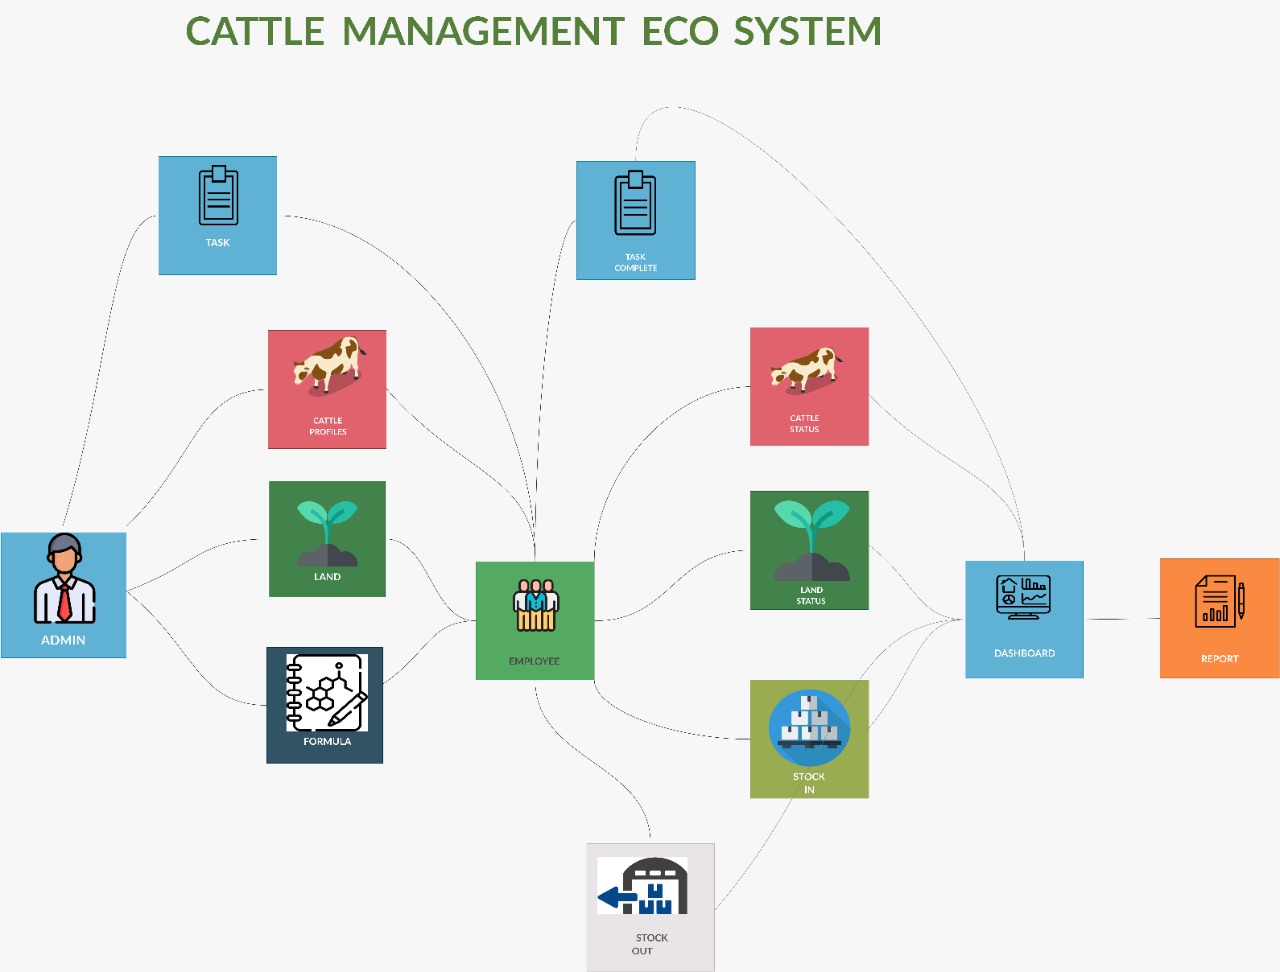 CATTLE MANAGEMENT ECO SYSTEM
TASK
TASK
COMPLETE
CATTLE
PROFILES
CATTLE
STATUS
LAND
LAND
STATUS
ADMIN
EMPLOYEE
DASHBOARD
REPORT
FORMULA
STOCK
IN
STOCK
OUT